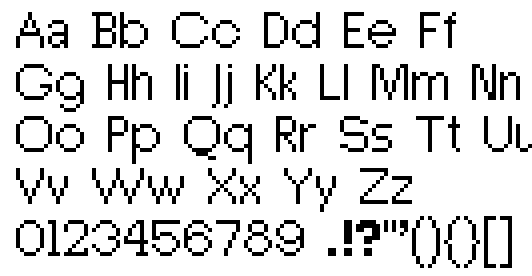 Aa Bb Cc Dd Ee Ff
Gg Hh Ii Jj Kk Ll Mm Nn
Oo Pp Qq Rr Ss Tt Uu
Vv Ww Xx Yy Zz
0123456789 .!?"'(){}[]